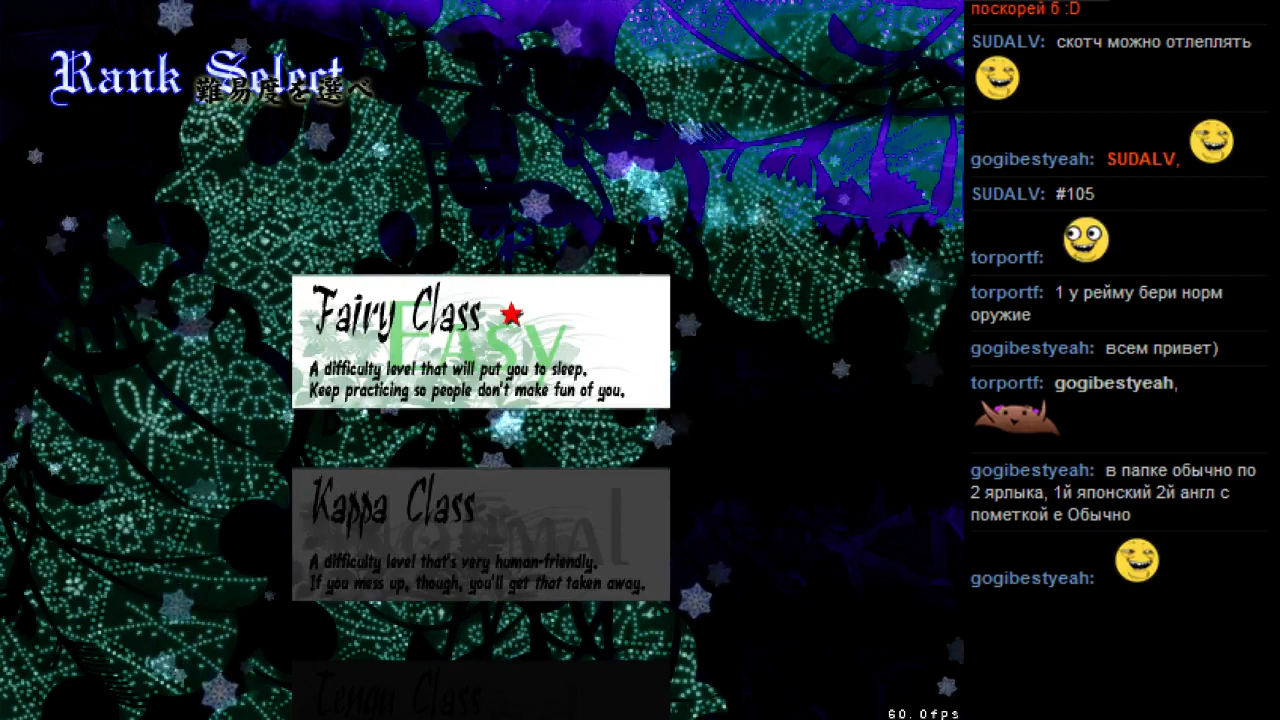 Rank Select
難易度を選べ
Fairy Class
Easy
A difficulty level that will put you to sleep.
Keep practicing so people don't make fun of you.
Kappa Class
Normal
A difficulty level that's very human-friendly.
If you mess up, though, you'll get that taken away.
Tengu Class
60.0fps
поскорей б :D
SUDALV: скотч можно отлеплять
gogibestyeah: SUDALV,
SUDALV: #105
torportf:
torportf: 1 у рейму бери норм
оружие
gogibestyeah: всем привет)
torportf: gogibestyeah,
gogibestyeah: в папке обычно по
2 ярлыка, 1й японский 2й англ с
пометкой е Обычно
gogibestyeah: